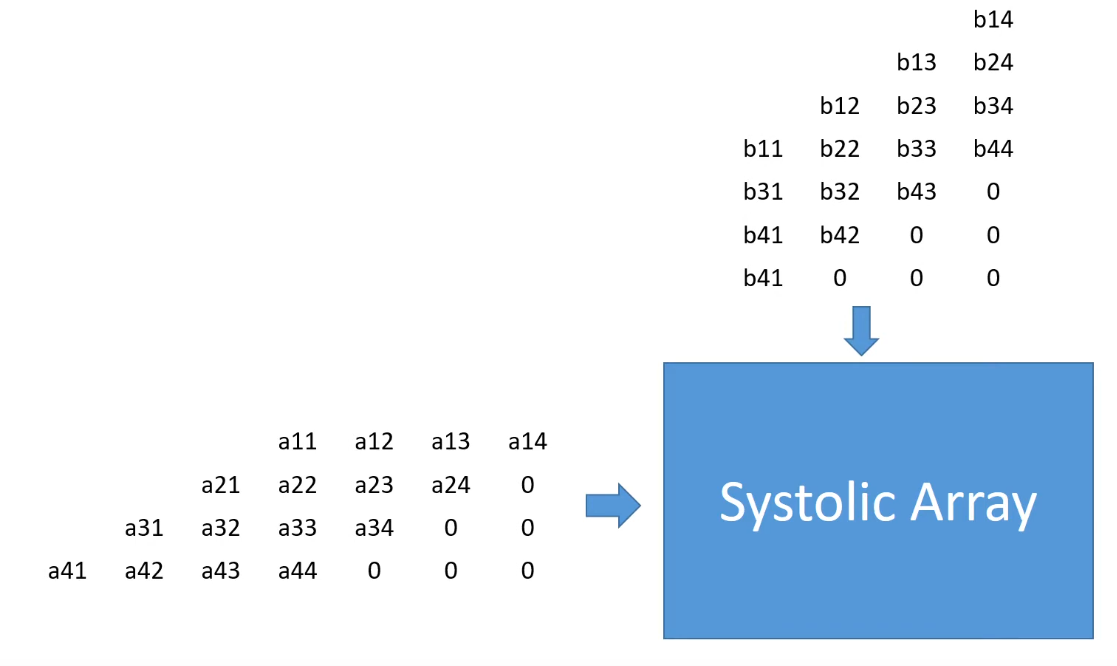 b14
b13 b24
b12 b23 b34
b11 b22 b33 b44
b31 b32 b43 0
b41 b42 0 0
b41 0 0 0
a11 a12 a13 a14
a21 a22 a23 a24 0
a31 a32 a33 a34 0 0
a41 a42 a43 a44 0 0 0
Systolic Array